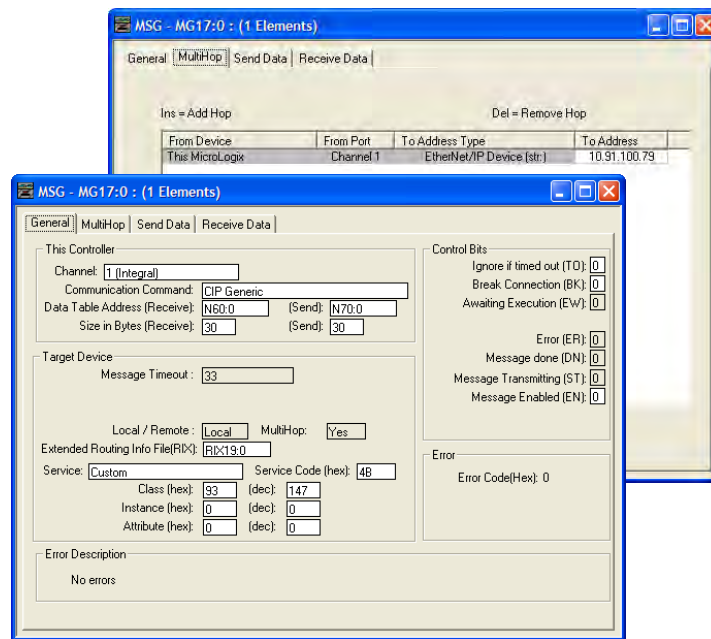 MSG - MG17:0 : (1 Elements)
General MultiHop Send Data Receive Data
Ins = Add Hop Del = Remove Hop
From Device From Port To Address Type To Address
This MicroLogix Channel 1 EtherNet/IP Device (str:) 10.91.100.79
MSG - MG17:0 : (1 Elements)
General MultiHop Send Data Receive Data
This Controller
Channel: 1 (Integral)
Communication Command: CIP Generic
Data Table Address (Receive): N60:0 (Send): N70:0
Size in Bytes (Receive): 30 (Send): 30
Target Device
Message Timeout : 33
Local / Remote : Local MultiHop: Yes
Extended Routing Info File(RIX): RIX19:0
Service: Custom Service Code (hex): 4B
Class (hex): 93 (dec): 147
Instance (hex): 0 (dec): 0
Attribute (hex): 0 (dec): 0
Control Bits
Ignore if timed out (TO): 0
Break Connection (BK): 0
Awaiting Execution (EW): 0
Error (ER): 0
Message done (DN): 0
Message Transmitting (ST): 0
Message Enabled (EN): 0
Error
Error Code(Hex): 0
Error Description
No errors